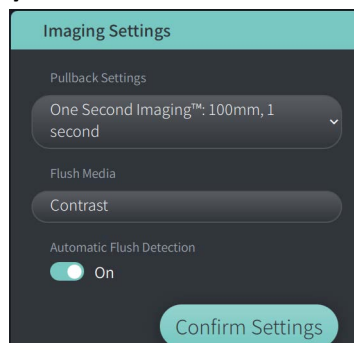 Imaging Settings
Pullback Settings
One Second Imaging™: 100mm, 1
second
Flush Media
Contrast
Automatic Flush Detection
On
Confirm Settings